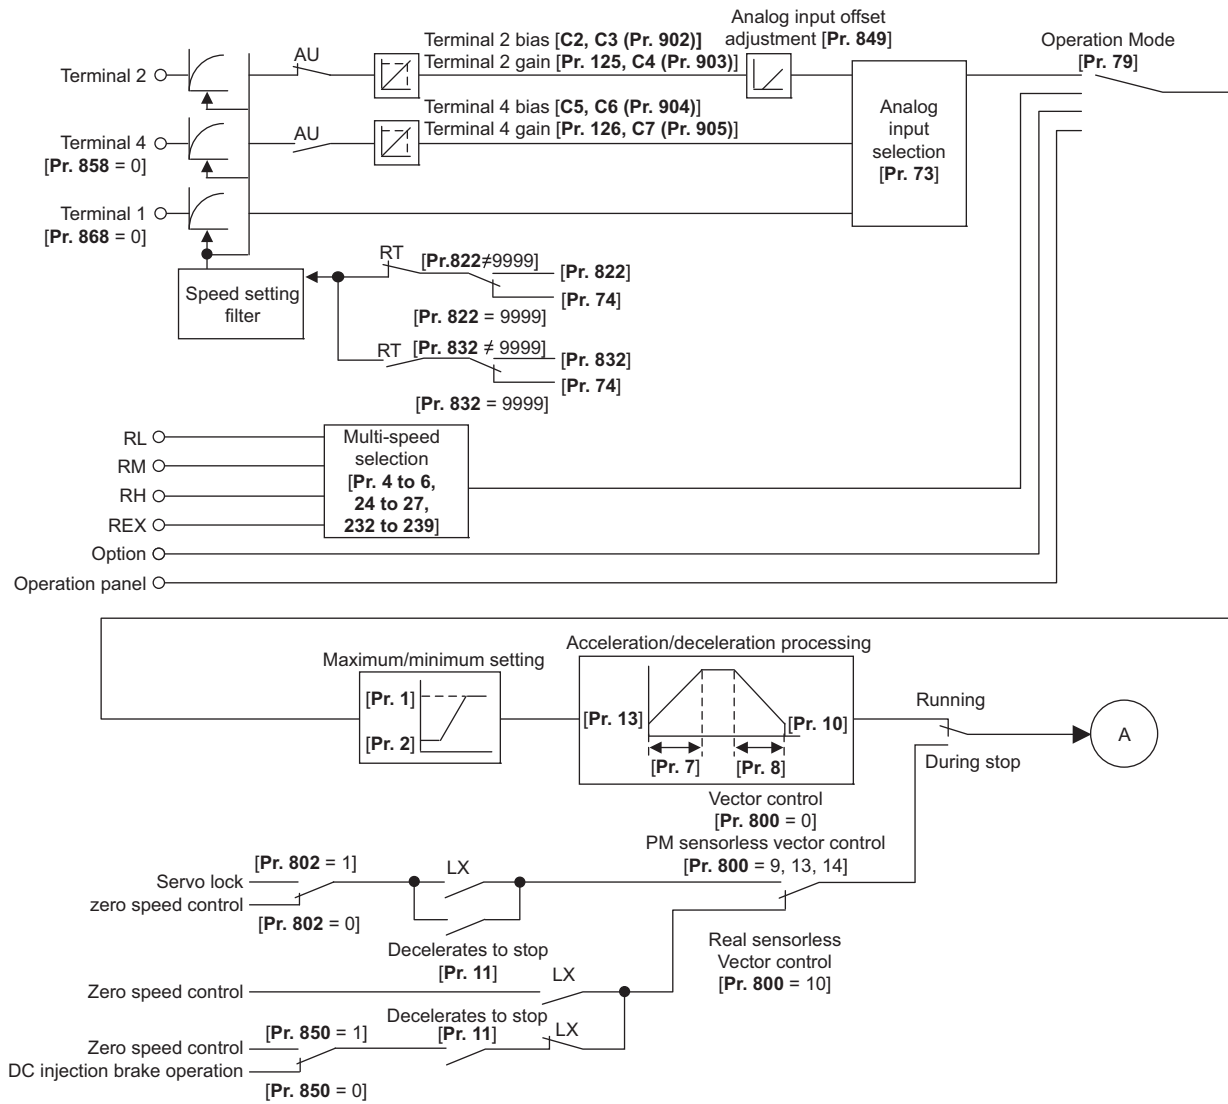 Analog input offset
adjustment [Pr. 849]
Operation Mode
[Pr. 79]
Terminal 2
AU
Terminal 2 bias [C2, C3 (Pr. 902)]
Terminal 2 gain [Pr. 125, C4 (Pr. 903)]
Terminal 4
[Pr. 858 = 0]
AU
Terminal 4 bias [C5, C6 (Pr. 904)]
Terminal 4 gain [Pr. 126, C7 (Pr. 905)]
Analog
input
selection
[Pr. 73]
Terminal 1
[Pr. 868 = 0]
Speed setting
filter
RT
[Pr.822≠9999]
[Pr. 822]
[Pr. 74]
[Pr. 822 = 9999]
RT
[Pr. 832 ≠ 9999]
[Pr. 832]
[Pr. 74]
[Pr. 832 = 9999]
RL
RM
RH
REX
Multi-speed
selection
[Pr. 4 to 6,
24 to 27,
232 to 239]
Option
Operation panel
Maximum/minimum setting
[Pr. 1]
[Pr. 2]
Acceleration/deceleration processing
[Pr. 13]
[Pr. 10]
[Pr. 7]
[Pr. 8]
Running
During stop
A
Vector control
[Pr. 800 = 0]
PM sensorless vector control
[Pr. 800 = 9, 13, 14]
[Pr. 802 = 1]
Servo lock
zero speed control
[Pr. 802 = 0]
LX
Decelerates to stop
[Pr. 11]
Real sensorless
Vector control
[Pr. 800 = 10]
Zero speed control
LX
Decelerates to stop
[Pr. 11]
LX
[Pr. 850 = 1]
Zero speed control
DC injection brake operation
[Pr. 850 = 0]